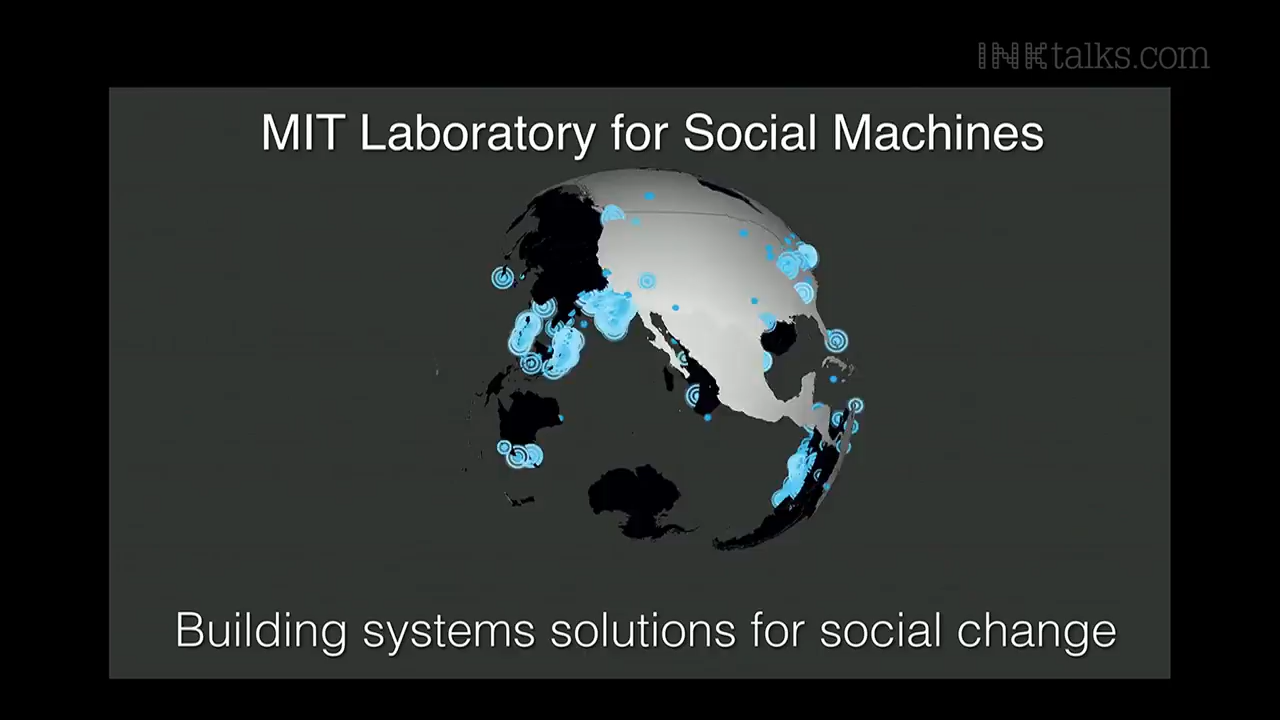 INKtalks.com
MIT Laboratory for Social Machines
Building systems solutions for social change